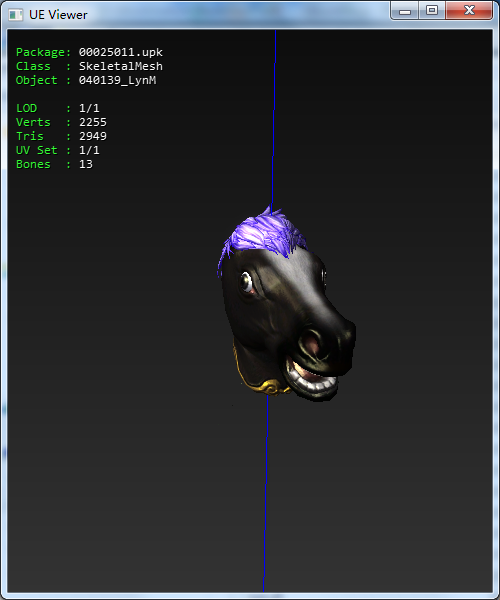 UE Viewer
Package: 00025011.upk
Class  : SkeletalMesh
Object : 040139_LynM
LOD    : 1/1
Verts  : 2255
Tris   : 2949
UV Set : 1/1
Bones  : 13